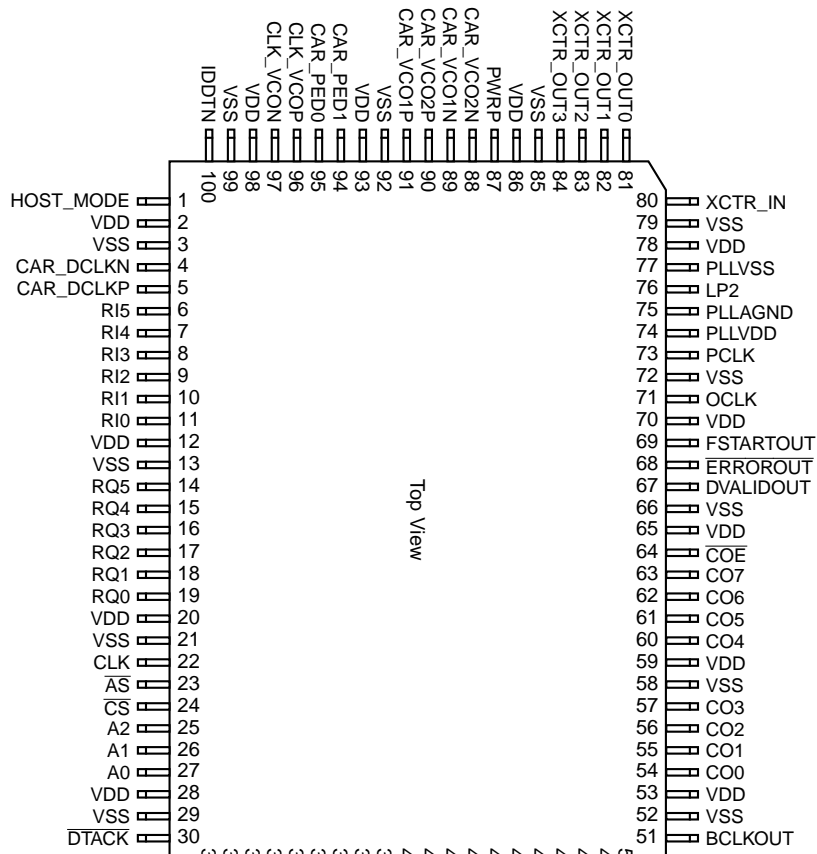 IDDTN
VSS
VDD
CLK_VCON
CLK_VCOP
CAR_PED0
CAR_PED1
VDD
VSS
CAR_VCO1P
CAR_VCO2P
CAR_VCO1N
CAR_VCO2N
PWRP
VDD
VSS
XCTR_OUT3
XCTR_OUT2
XCTR_OUT1
XCTR_OUT0
100
99
98
97
96
95
94
93
92
91
90
89
88
87
86
85
84
83
82
81
HOST_MODE 1
VDD 2
VSS 3
CAR_DCLKN 4
CAR_DCLKP 5
RI5 6
RI4 7
RI3 8
RI2 9
RI1 10
RI0 11
VDD 12
VSS 13
RQ5 14
RQ4 15
RQ3 16
RQ2 17
RQ1 18
RQ0 19
VDD 20
VSS 21
CLK 22
AS 23
CS 24
A2 25
A1 26
A0 27
VDD 28
VSS 29
DTACK 30
Top View
80 XCTR_IN
79 VSS
78 VDD
77 PLLVSS
76 LP2
75 PLLAGND
74 PLLVDD
73 PCLK
72 VSS
71 OCLK
70 VDD
69 FSTARTOUT
68 ERROROUT
67 DVALIDOUT
66 VSS
65 VDD
64 COE
63 CO7
62 CO6
61 CO5
60 CO4
59 VDD
58 VSS
57 CO3
56 CO2
55 CO1
54 CO0
53 VDD
52 VSS
51 BCLKOUT